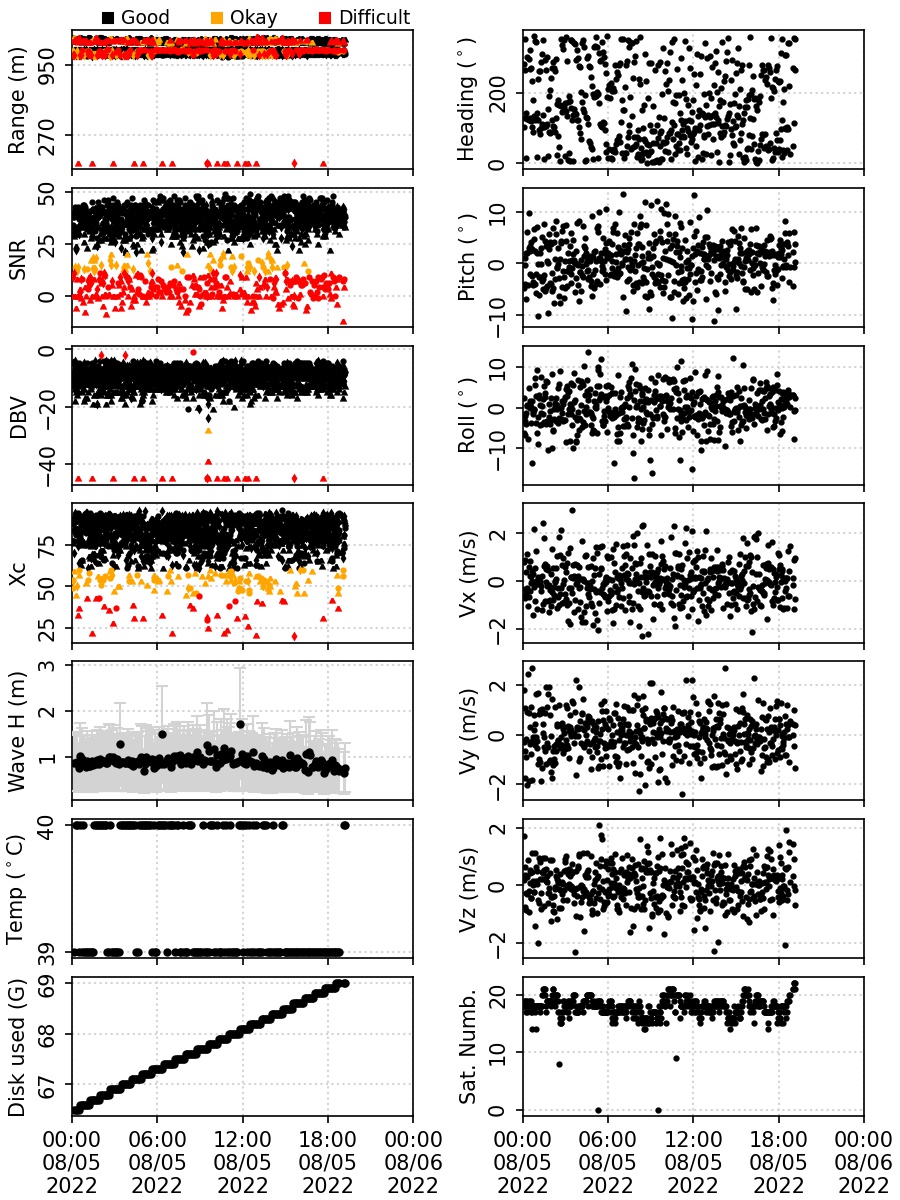 Good Okay Difficult
Range (m)
950
270
SNR
50
25
0
DBV
0
−20
−40
Xc
75
50
25
Wave H (m)
3
2
1
Temp (°C)
40
39
Disk used (G)
69
68
67
00:00 06:00 12:00 18:00 00:00
08/05 08/05 08/05 08/05 08/06
2022 2022 2022 2022 2022
Heading (°)
200
0
Pitch (°)
10
0
−10
Roll (°)
10
0
−10
Vx (m/s)
2
0
−2
Vy (m/s)
2
0
−2
Vz (m/s)
2
0
−2
Sat. Numb.
20
10
0
00:00 06:00 12:00 18:00 00:00
08/05 08/05 08/05 08/05 08/06
2022 2022 2022 2022 2022